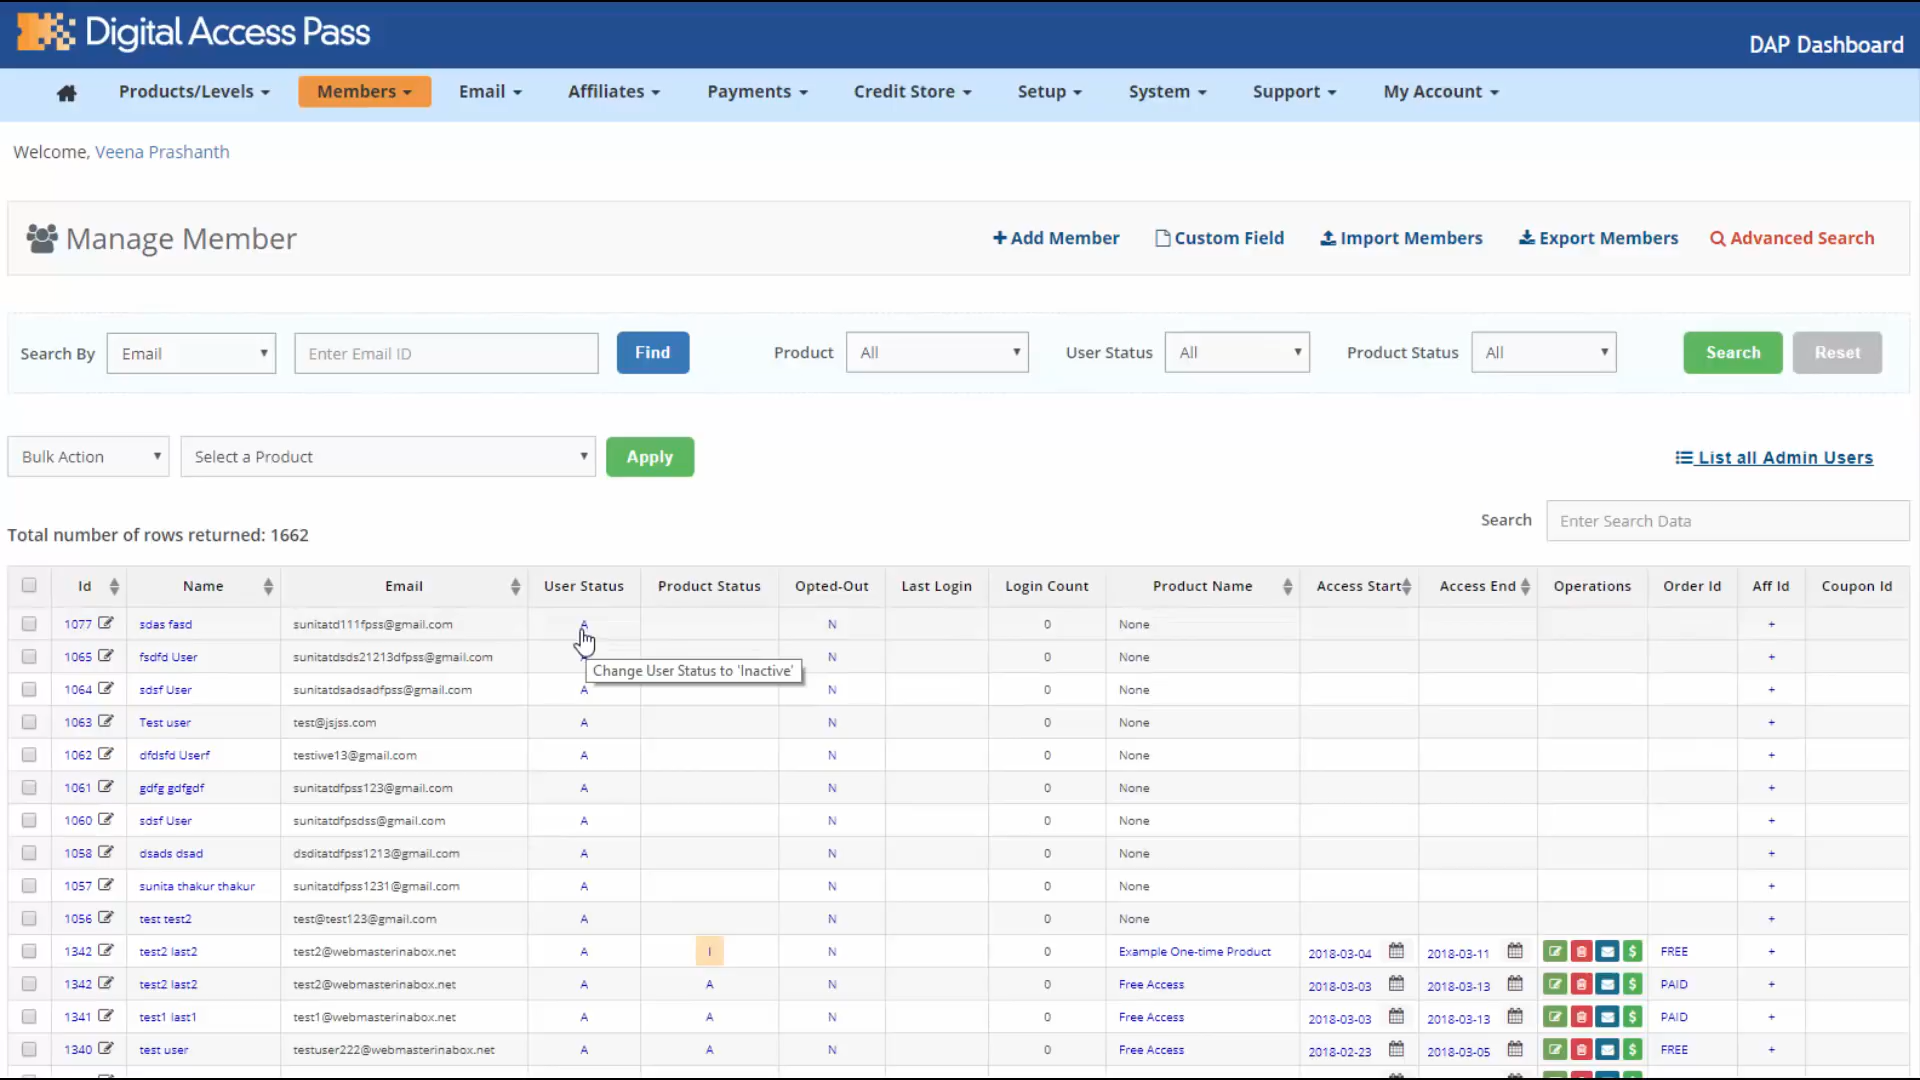 Digital Access Pass
DAP Dashboard
Products/Levels Members Email Affiliates Payments Credit Store Setup System Support My Account
Welcome, Veena Prashanth
Manage Member
Add Member Custom Field Import Members Export Members Advanced Search
Search By Email Enter Email ID Find Product All User Status All Product Status All Search Reset
Bulk Action Select a Product Apply List all Admin Users
Search Enter Search Data
Total number of rows returned: 1662
Id Name Email User Status Product Status Opted-Out Last Login Login Count Product Name Access Start Access End Operations Order Id Aff Id Coupon Id
1077 sdas fasd sunitatd111fpss@gmail.com A N 0 None +
1065 fsdfd User sunitatdsds21213dfpss@gmail.com N 0 None +
Change User Status to 'Inactive'
1064 sdsf User sunitatdsadsadfpss@gmail.com A N 0 None +
1063 Test user test@jsjss.com A N 0 None +
1062 dfdsfd Userf testiwe13@gmail.com A N 0 None +
1061 gdfg gdfgdf sunitatdfpss123@gmail.com A N 0 None +
1060 sdsf User sunitatdfpsdss@gmail.com A N 0 None +
1058 dsads dsad dsditatdfpss1213@gmail.com A N 0 None +
1057 sunita thakur thakur sunitatdfpss1231@gmail.com A N 0 None +
1056 test test2 test@test123@gmail.com A N 0 None +
1342 test2 last2 test2@webmasterinabox.net A I N 0 Example One-time Product 2018-03-04 2018-03-11 $ FREE +
1342 test2 last2 test2@webmasterinabox.net A A N 0 Free Access 2018-03-03 2018-03-13 $ PAID +
1341 test1 last1 test1@webmasterinabox.net A A N 0 Free Access 2018-03-03 2018-03-13 $ PAID +
1340 test user testuser222@webmasterinabox.net A A N 0 Free Access 2018-02-23 2018-03-05 $ FREE +